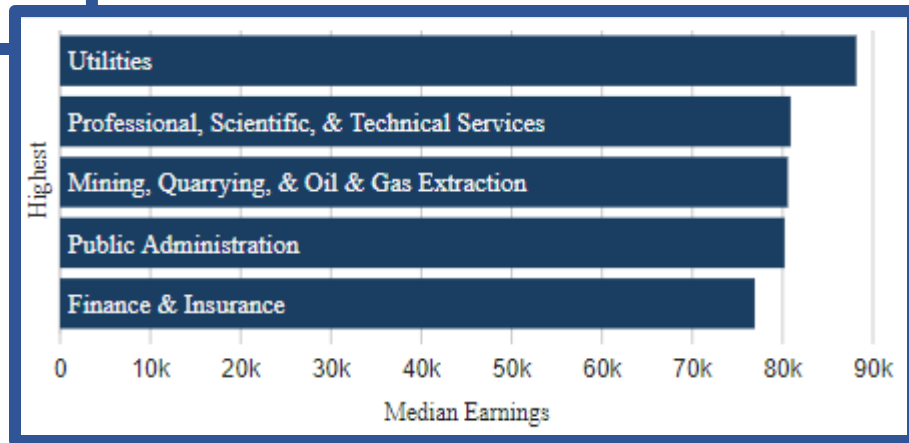 Utilities
Professional, Scientific, & Technical Services
Mining, Quarrying, & Oil & Gas Extraction
Public Administration
Finance & Insurance
Highest
0 10k 20k 30k 40k 50k 60k 70k 80k 90k
Median Earnings